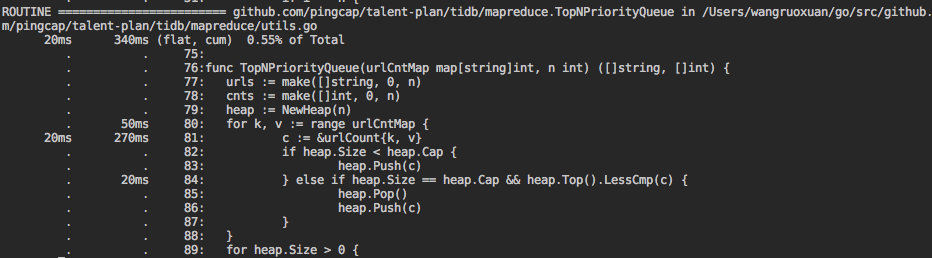 ROUTINE ======================== github.com/pingcap/talent-plan/tidb/mapreduce.TopNPriorityQueue in /Users/wangruoxuan/go/src/github.
m/pingcap/talent-plan/tidb/mapreduce/utils.go
20ms 340ms (flat, cum) 0.55% of Total
. . 75:
. . 76:func TopNPriorityQueue(urlCntMap map[string]int, n int) ([]string, []int) {
. . 77: urls := make([]string, 0, n)
. . 78: cnts := make([]int, 0, n)
. . 79: heap := NewHeap(n)
. 50ms 80: for k, v := range urlCntMap {
20ms 270ms 81: c := &urlCount{k, v}
. . 82: if heap.Size < heap.Cap {
. . 83: heap.Push(c)
. 20ms 84: } else if heap.Size == heap.Cap && heap.Top().LessCmp(c) {
. . 85: heap.Pop()
. . 86: heap.Push(c)
. . 87: }
. . 88: }
. . 89: for heap.Size > 0 {